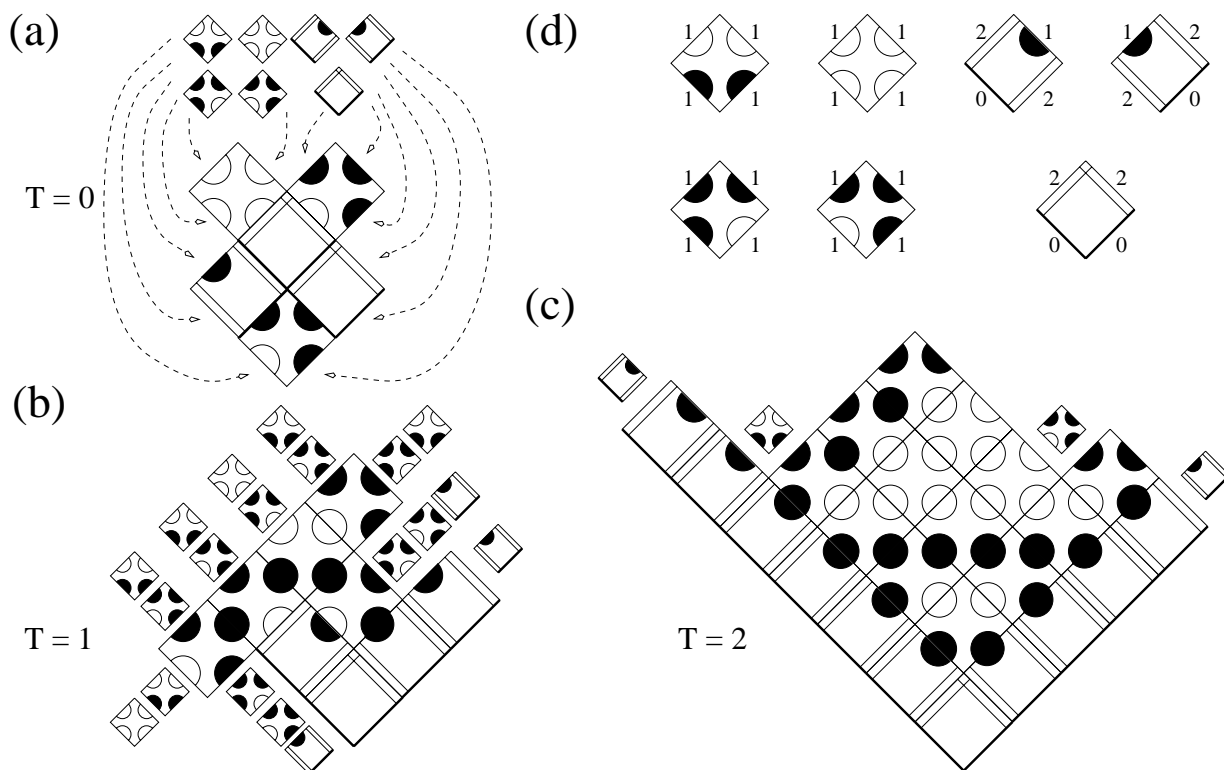 (a)
T = 0
(b)
T = 1
(d)
1 1 1 1 2 1 1 2
1 1 1 1 0 2 2 0
1 1 1 1 2 2
1 1 1 1 0 0
(c)
T = 2